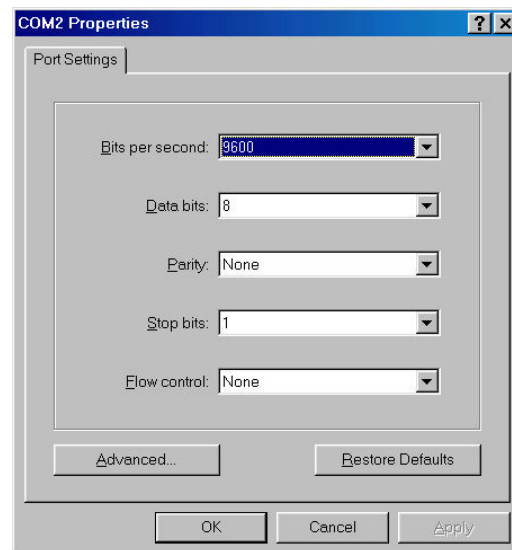 COM2 Properties
Port Settings
Bits per second: 9600
Data bits: 8
Parity: None
Stop bits: 1
Flow control: None
Advanced... Restore Defaults
OK Cancel Apply